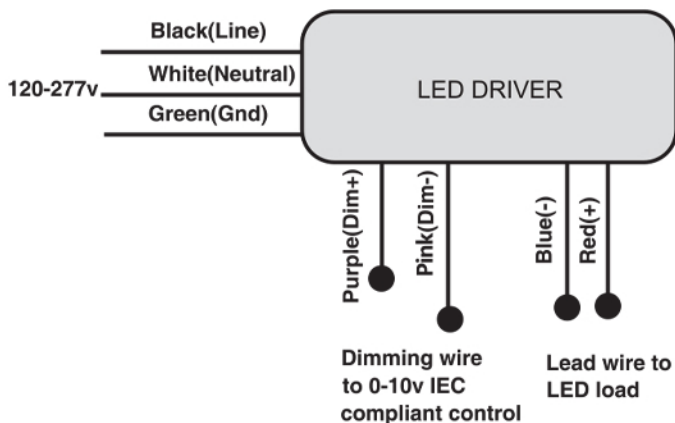 Black(Line)
120-277v
White(Neutral)
Green(Gnd)
LED DRIVER
Purple(Dim+)
Pink(Dim-)
Blue(-)
Red(+)
Dimming wire
to 0-10v IEC
compliant control
Lead wire to
LED load